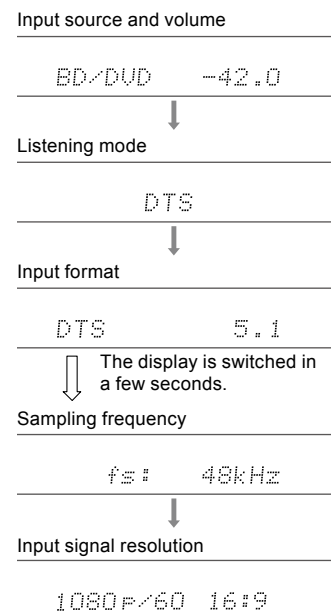 Input source and volume
BD/DVD -42.0
Listening mode
DTS
Input format
DTS 5.1
The display is switched in
a few seconds.
Sampling frequency
fs: 48kHz
Input signal resolution
1080p/60 16:9